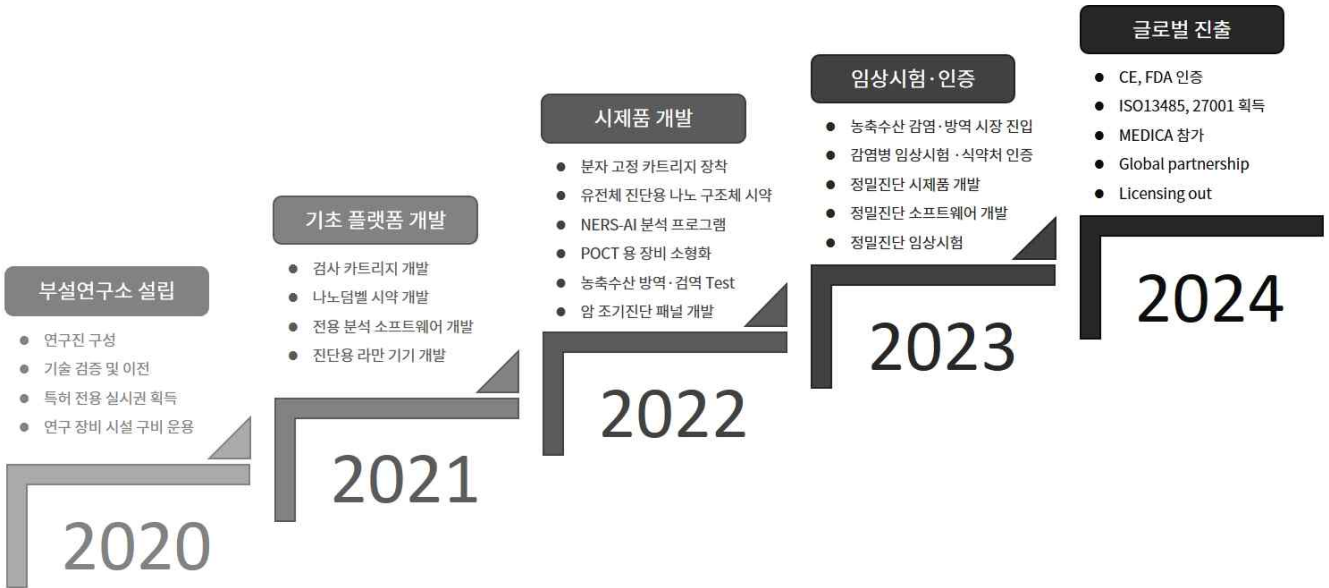 부설연구소 설립
● 연구진 구성
● 기술 검증 및 이전
● 특허 전용 실시권 획득
● 연구 장비 시설 구비 운용
2020
기초 플랫폼 개발
● 검사 카트리지 개발
● 나노덤벨 시약 개발
● 전용 분석 소프트웨어 개발
● 진단용 라만 기기 개발
2021
시제품 개발
● 분자 고정 카트리지 장착
● 유전체 진단용 나노 구조체 시약
● NERS-AI 분석 프로그램
● POCT 용 장비 소형화
● 농축수산 방역·검역 Test
● 암 조기진단 패널 개발
2022
임상시험·인증
● 농축수산 감염·방역 시장 진입
● 감염병 임상시험 ·식약처 인증
● 정밀진단 시제품 개발
● 정밀진단 소프트웨어 개발
● 정밀진단 임상시험
2023
글로벌 진출
● CE, FDA 인증
● ISO13485, 27001 획득
● MEDICA 참가
● Global partnership
● Licensing out
2024